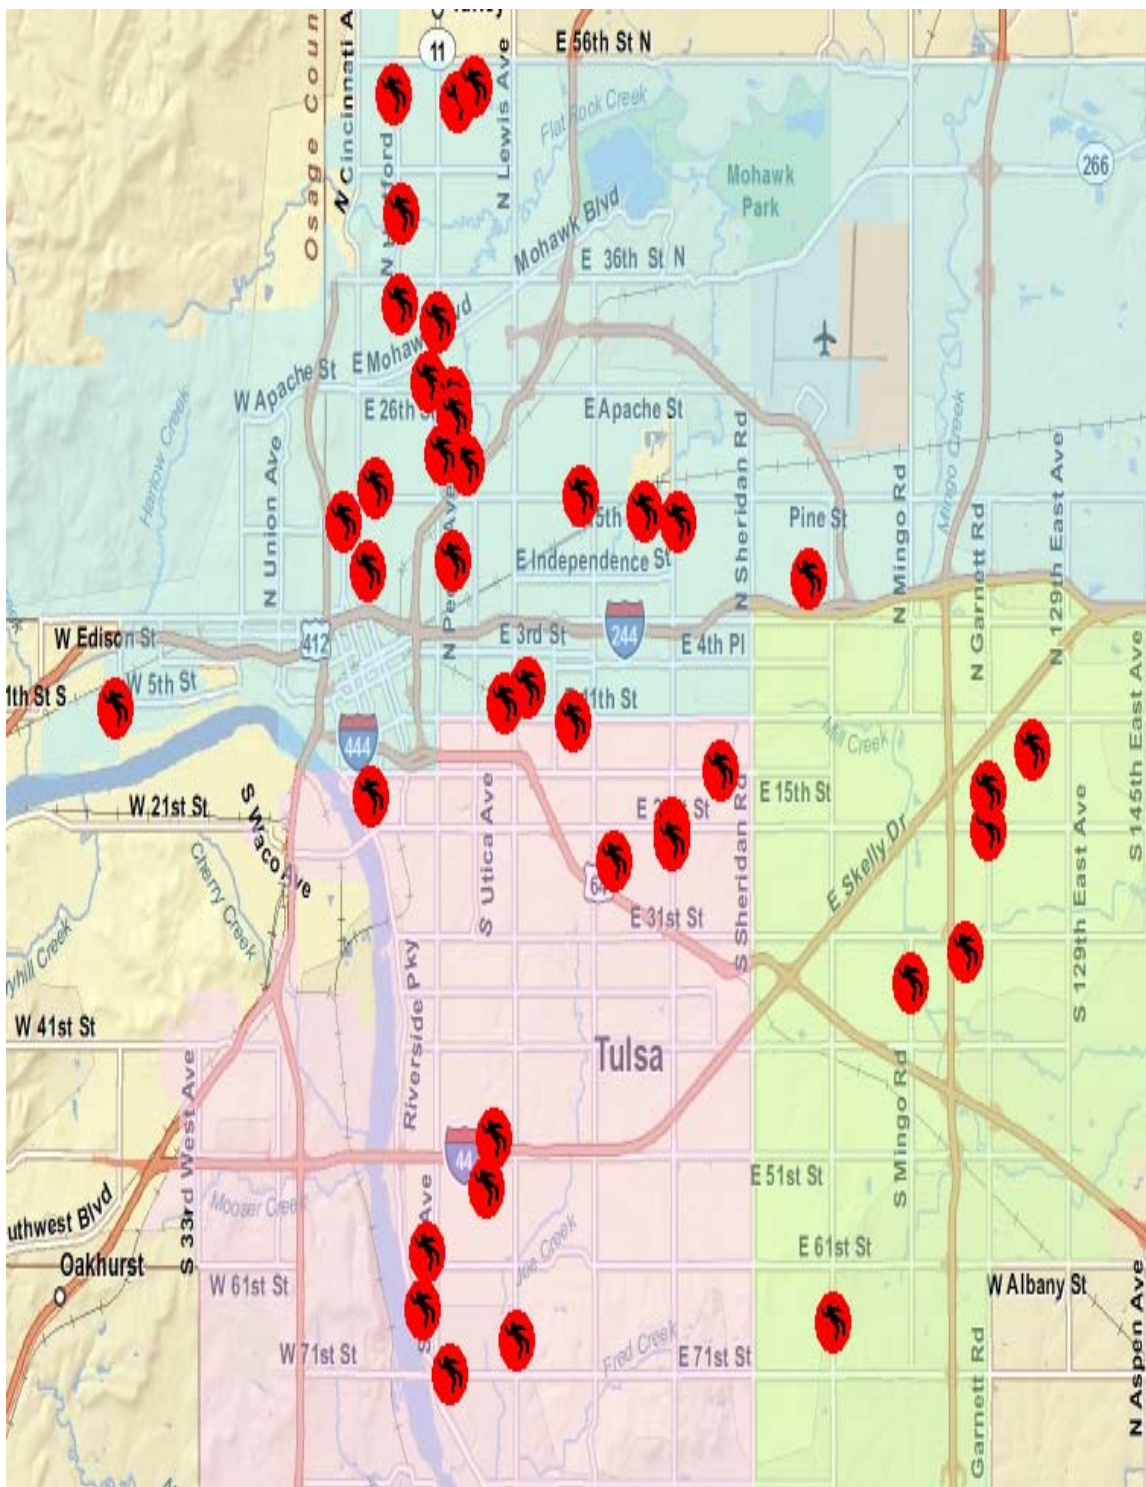 11
E 56th St N
Osage Coun
N Cincinnati A
N Lewis Ave
Flat Rock Creek
Mohawk
Park
266
Mohawk Blvd
E 36th St N
E Mohaw
W Apache St
E 26th
E Apache St
Harlow Creek
N Union Ave
N Sheridan Rd
Mingo Creek
N 129th East Ave
N Mingo Rd
Pine St
E Independence St
N Garnett Rd
412
W Edison St
E 3rd St
244
E 4th Pl
W 5th St
11th St
444
Mill Creek
E 15th St
W 21st St
S Waco Ave
S Utica Ave
S Sheridan Rd
E Skelly Dr
S 145th East Ave
Cherry Creek
E 31st St
S 129th East Ave
Riverside Pky
W 41st St
Tulsa
S 33rd West Ave
44
S Mingo Rd
E 51st St
Mooser Creek
Joe Creek
E 61st St
Oakhurst
W 61st St
W Albany St
Fred Creek
W 71st St
E 71st St
Garnett Rd
N Aspen Ave